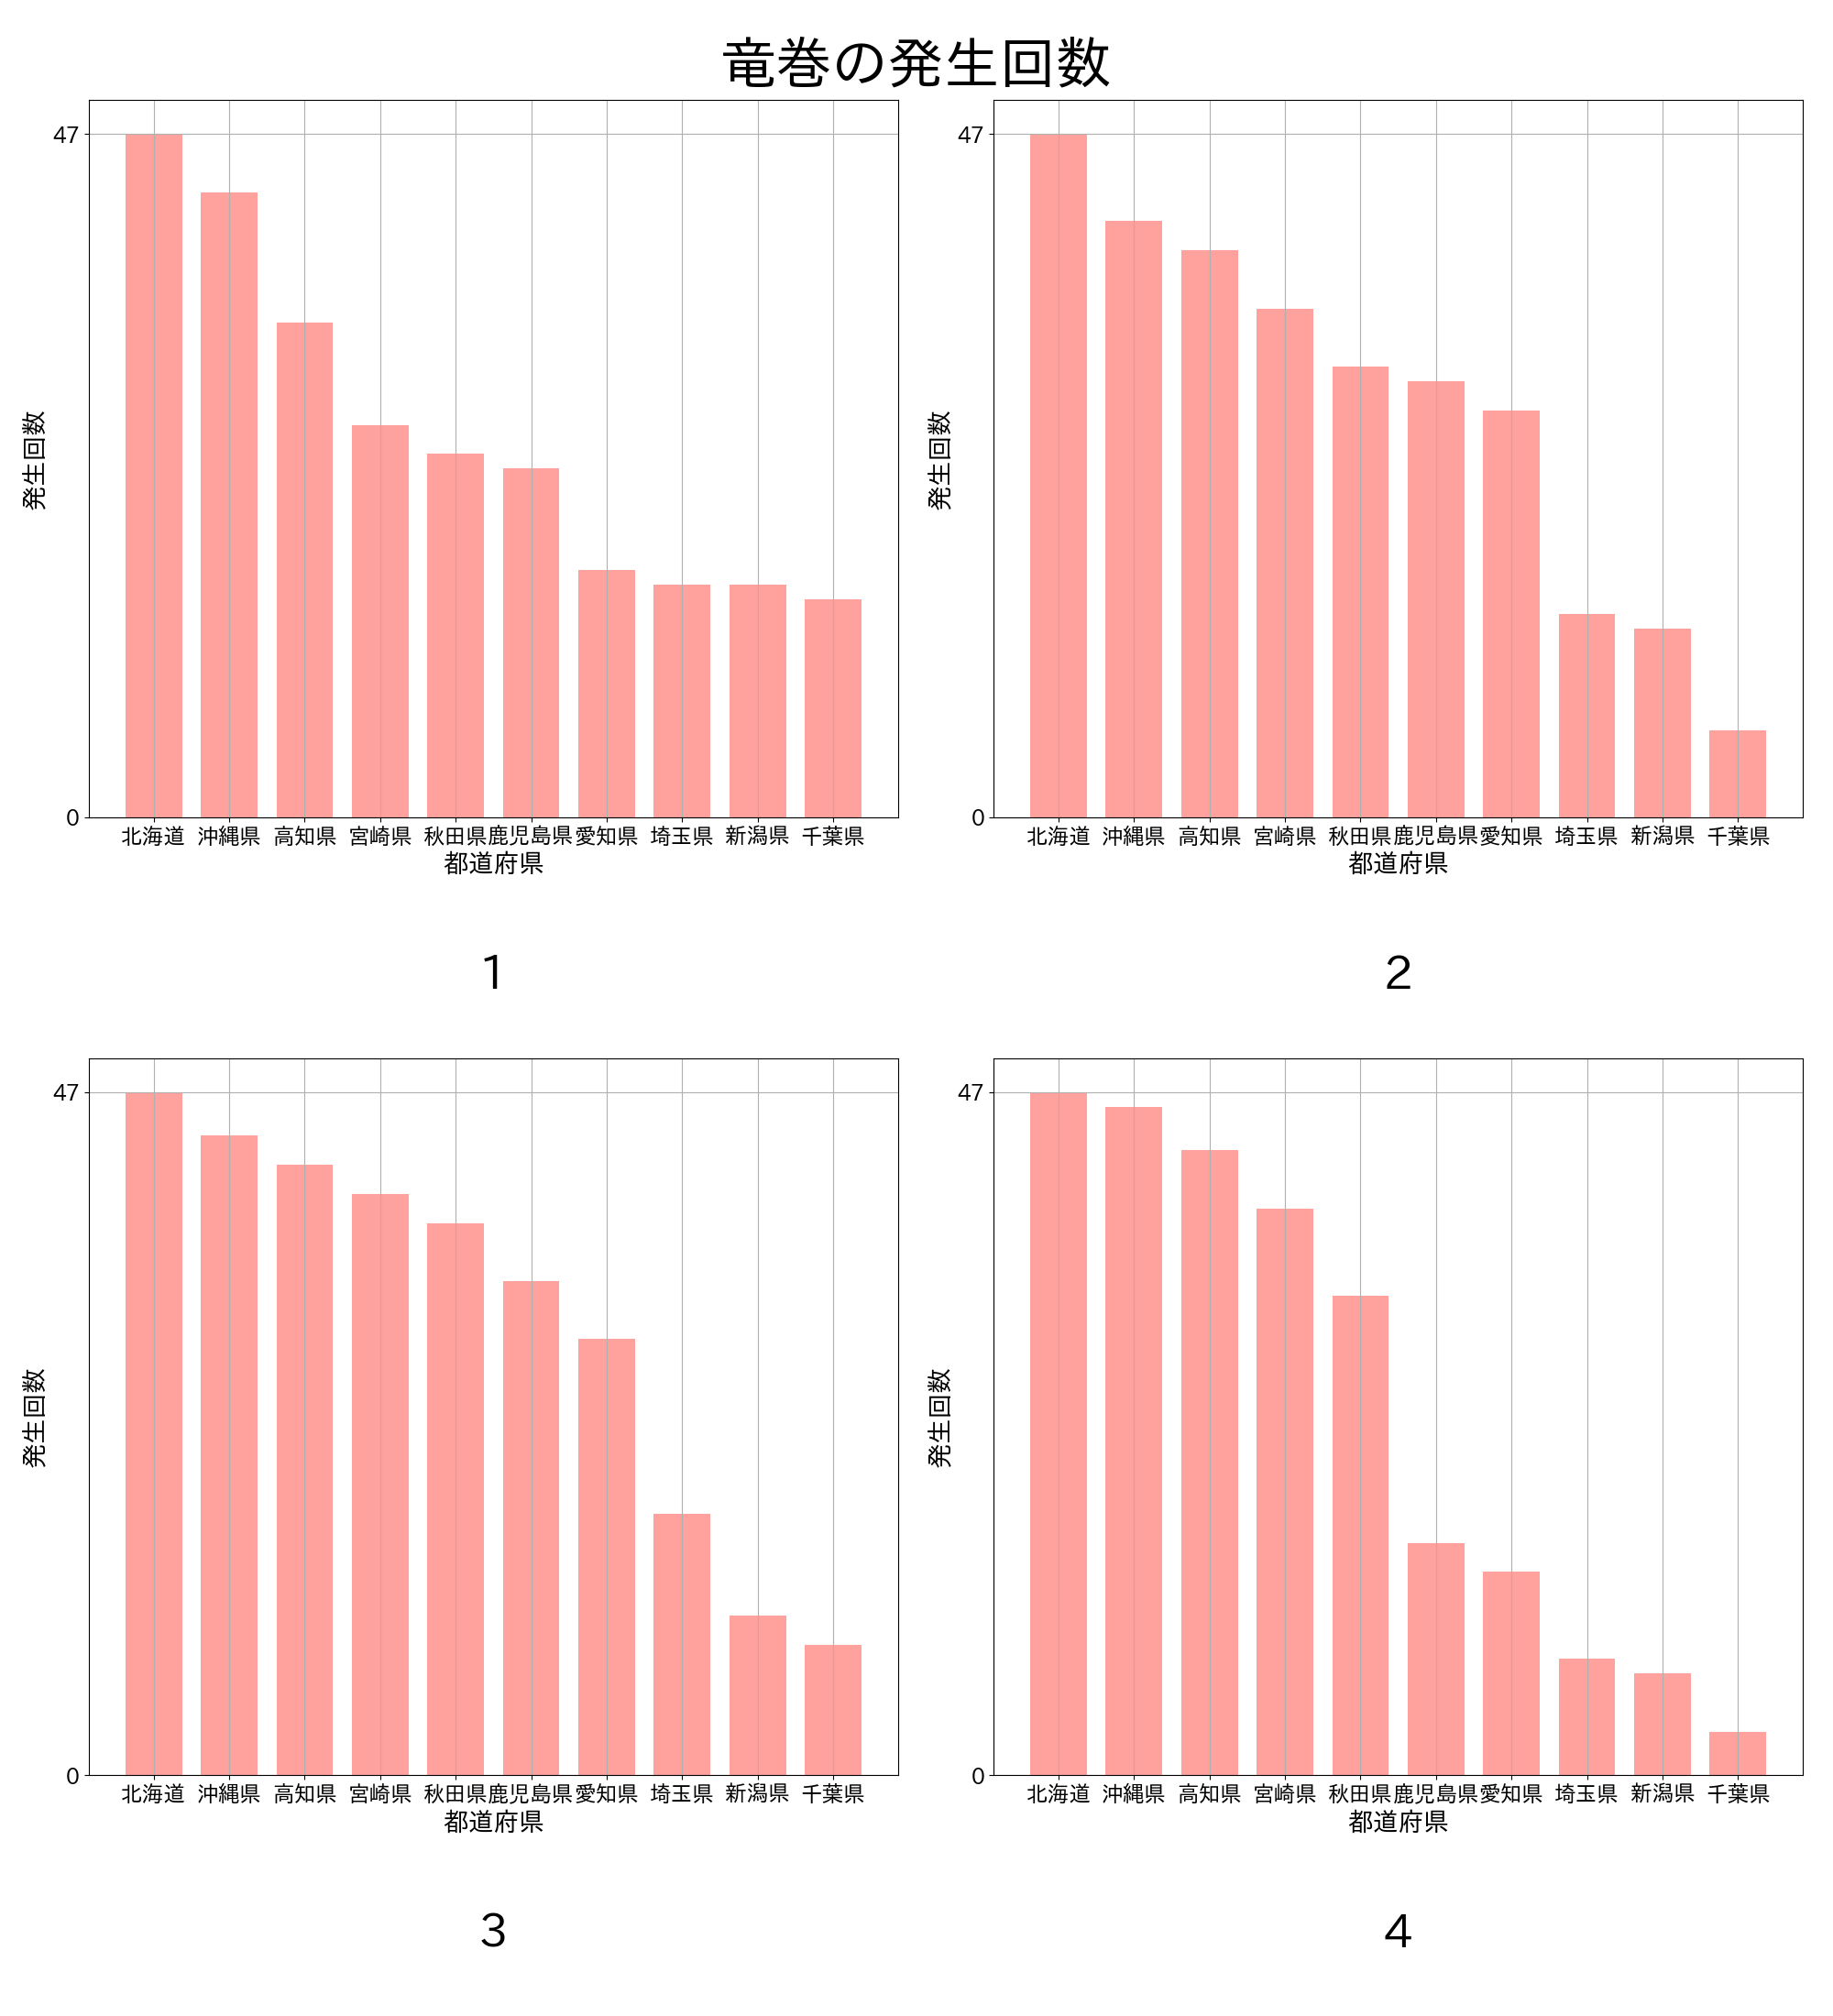 竜巻の発生回数
47
0
発生回数
北海道 沖縄県 高知県 宮崎県 秋田県 鹿児島県 愛知県 埼玉県 新潟県 千葉県
都道府県
1
47
0
発生回数
北海道 沖縄県 高知県 宮崎県 秋田県 鹿児島県 愛知県 埼玉県 新潟県 千葉県
都道府県
2
47
0
発生回数
北海道 沖縄県 高知県 宮崎県 秋田県 鹿児島県 愛知県 埼玉県 新潟県 千葉県
都道府県
3
47
0
発生回数
北海道 沖縄県 高知県 宮崎県 秋田県 鹿児島県 愛知県 埼玉県 新潟県 千葉県
都道府県
4